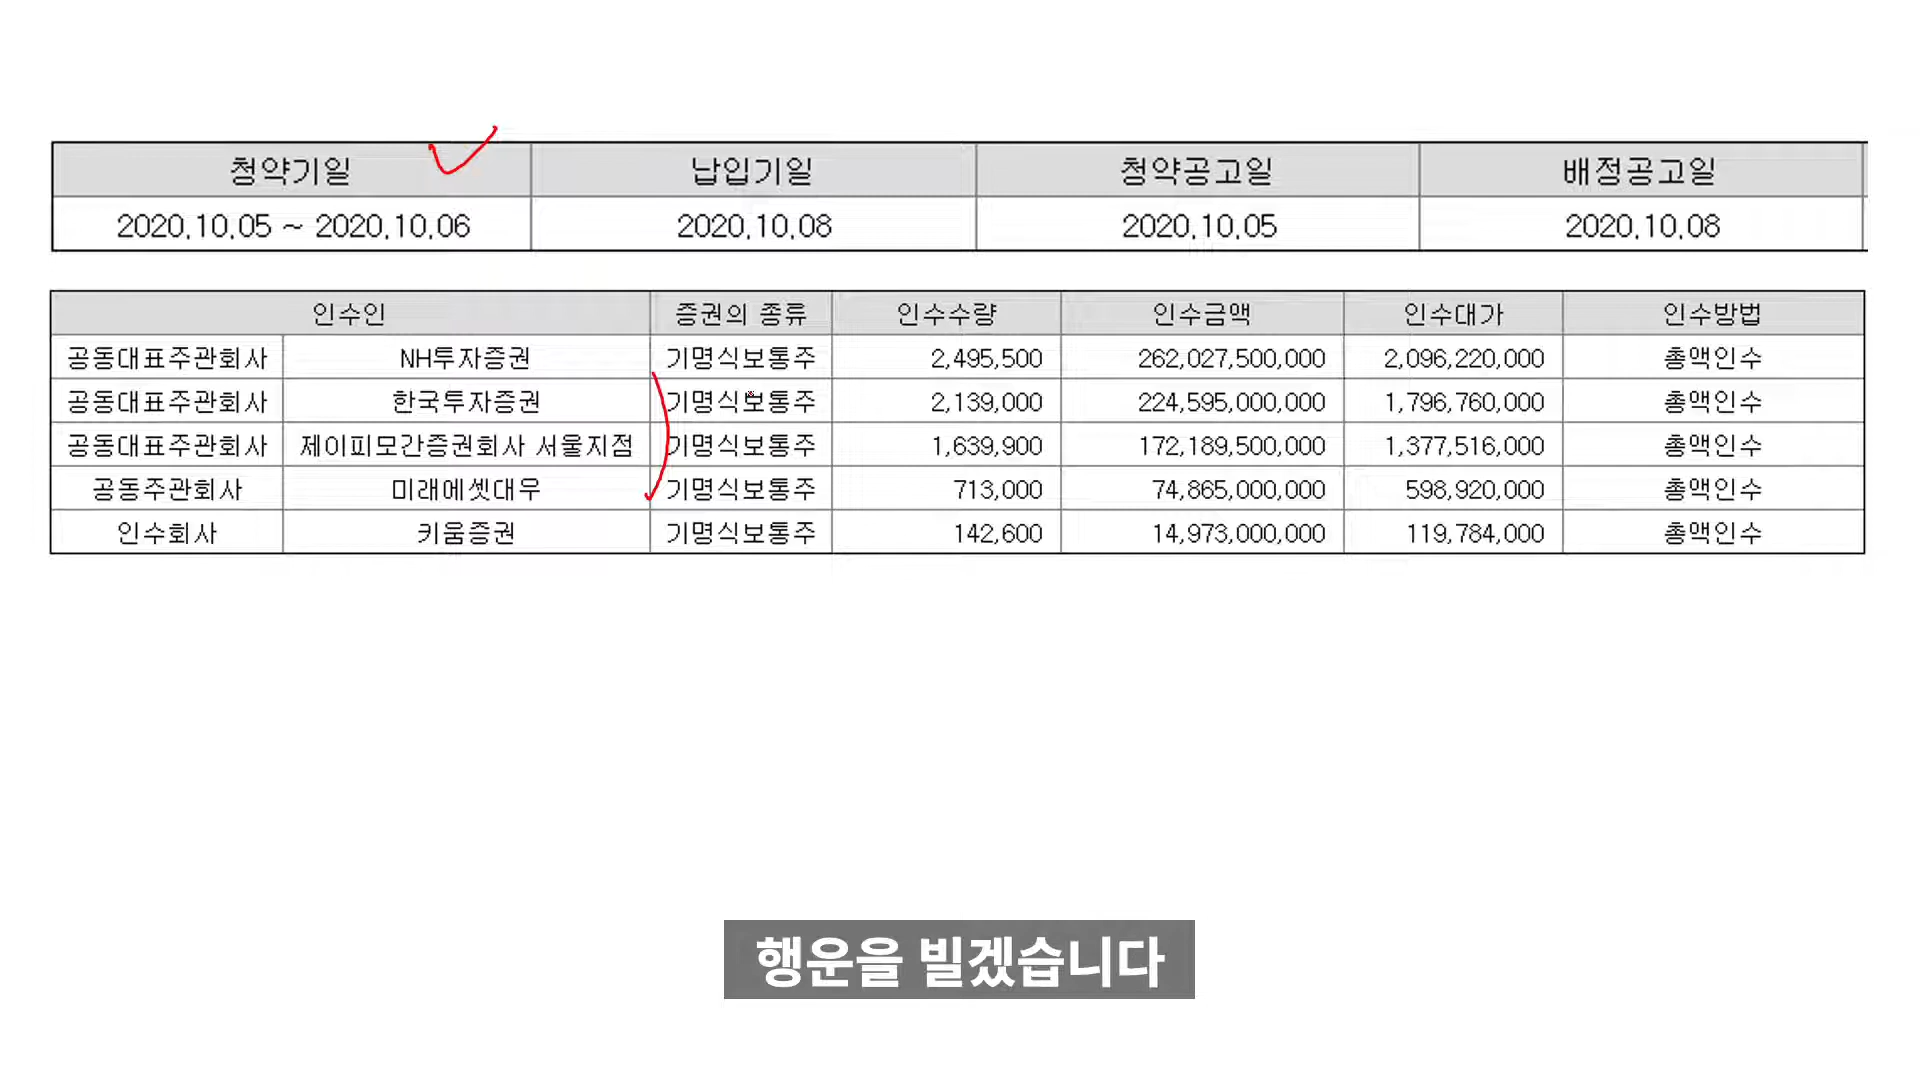 청약기일 납입기일 청약공고일 배정공고일
2020.10.05 ~ 2020.10.06 2020.10.08 2020.10.05 2020.10.08
인수인 증권의 종류 인수수량 인수금액 인수대가 인수방법
공동대표주관회사 NH투자증권 기명식보통주 2,495,500 262,027,500,000 2,096,220,000 총액인수
공동대표주관회사 한국투자증권 기명식보통주 2,139,000 224,595,000,000 1,796,760,000 총액인수
공동대표주관회사 제이피모간증권회사 서울지점 기명식보통주 1,639,900 172,189,500,000 1,377,516,000 총액인수
공동주관회사 미래에셋대우 기명식보통주 713,000 74,865,000,000 598,920,000 총액인수
인수회사 키움증권 기명식보통주 142,600 14,973,000,000 119,784,000 총액인수
행운을 빌겠습니다